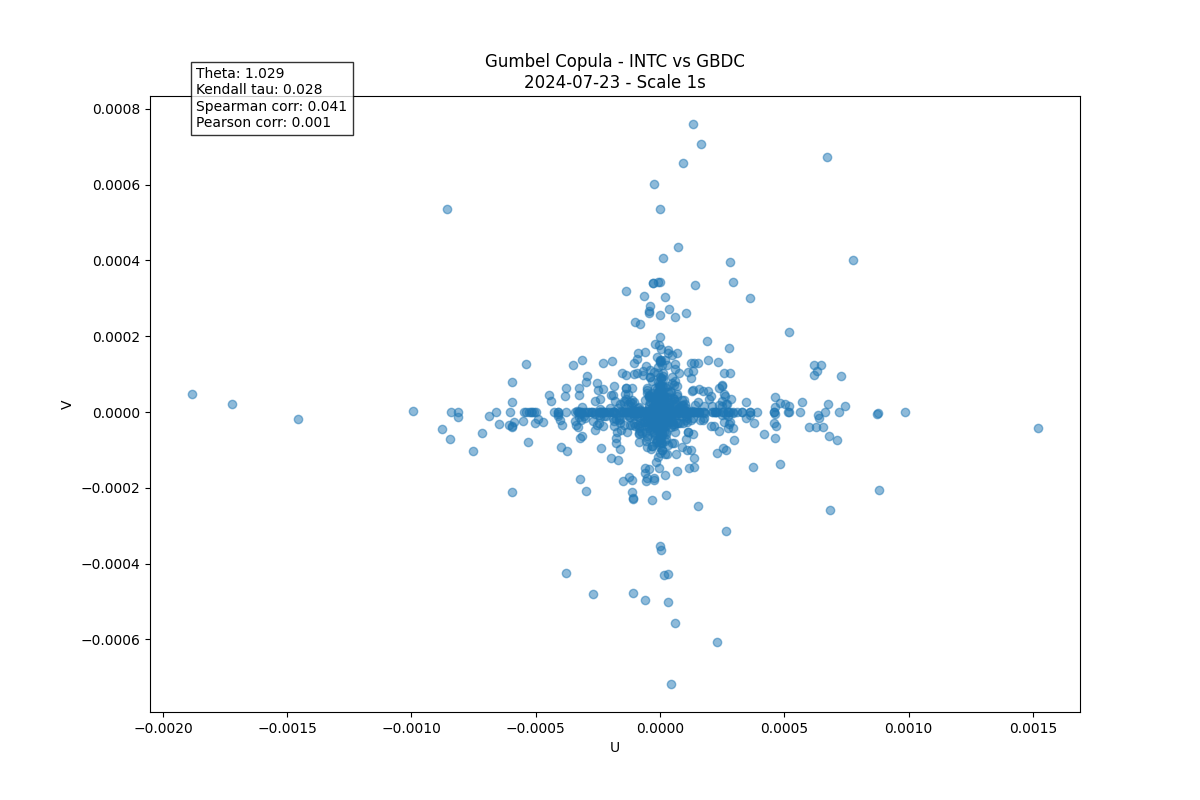 Gumbel Copula - INTC vs GBDC
2024-07-23 - Scale 1s
Theta: 1.029
Kendall tau: 0.028
Spearman corr: 0.041
Pearson corr: 0.001
0.0008
0.0006
0.0004
0.0002
0.0000
−0.0002
−0.0004
−0.0006
V
−0.0020
−0.0015
−0.0010
−0.0005
0.0000
0.0005
0.0010
0.0015
U